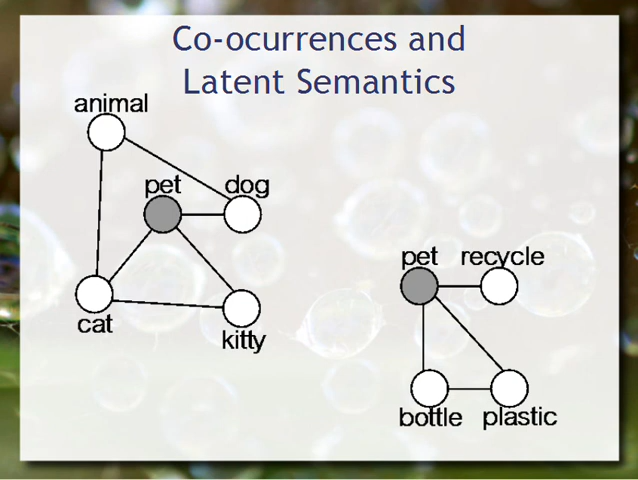 Co-ocurrences and
Latent Semantics
animal
pet dog
cat
kitty
pet recycle
bottle plastic